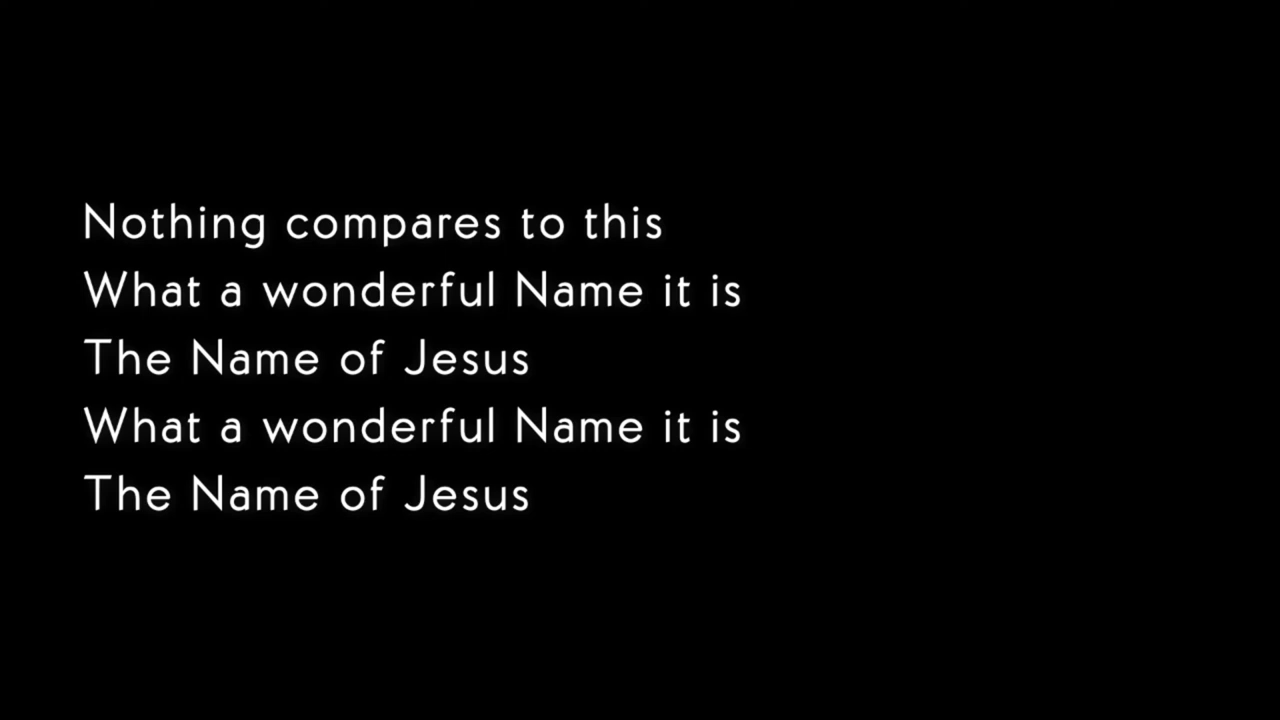 Nothing compares to this
What a wonderful Name it is
The Name of Jesus
What a wonderful Name it is
The Name of Jesus